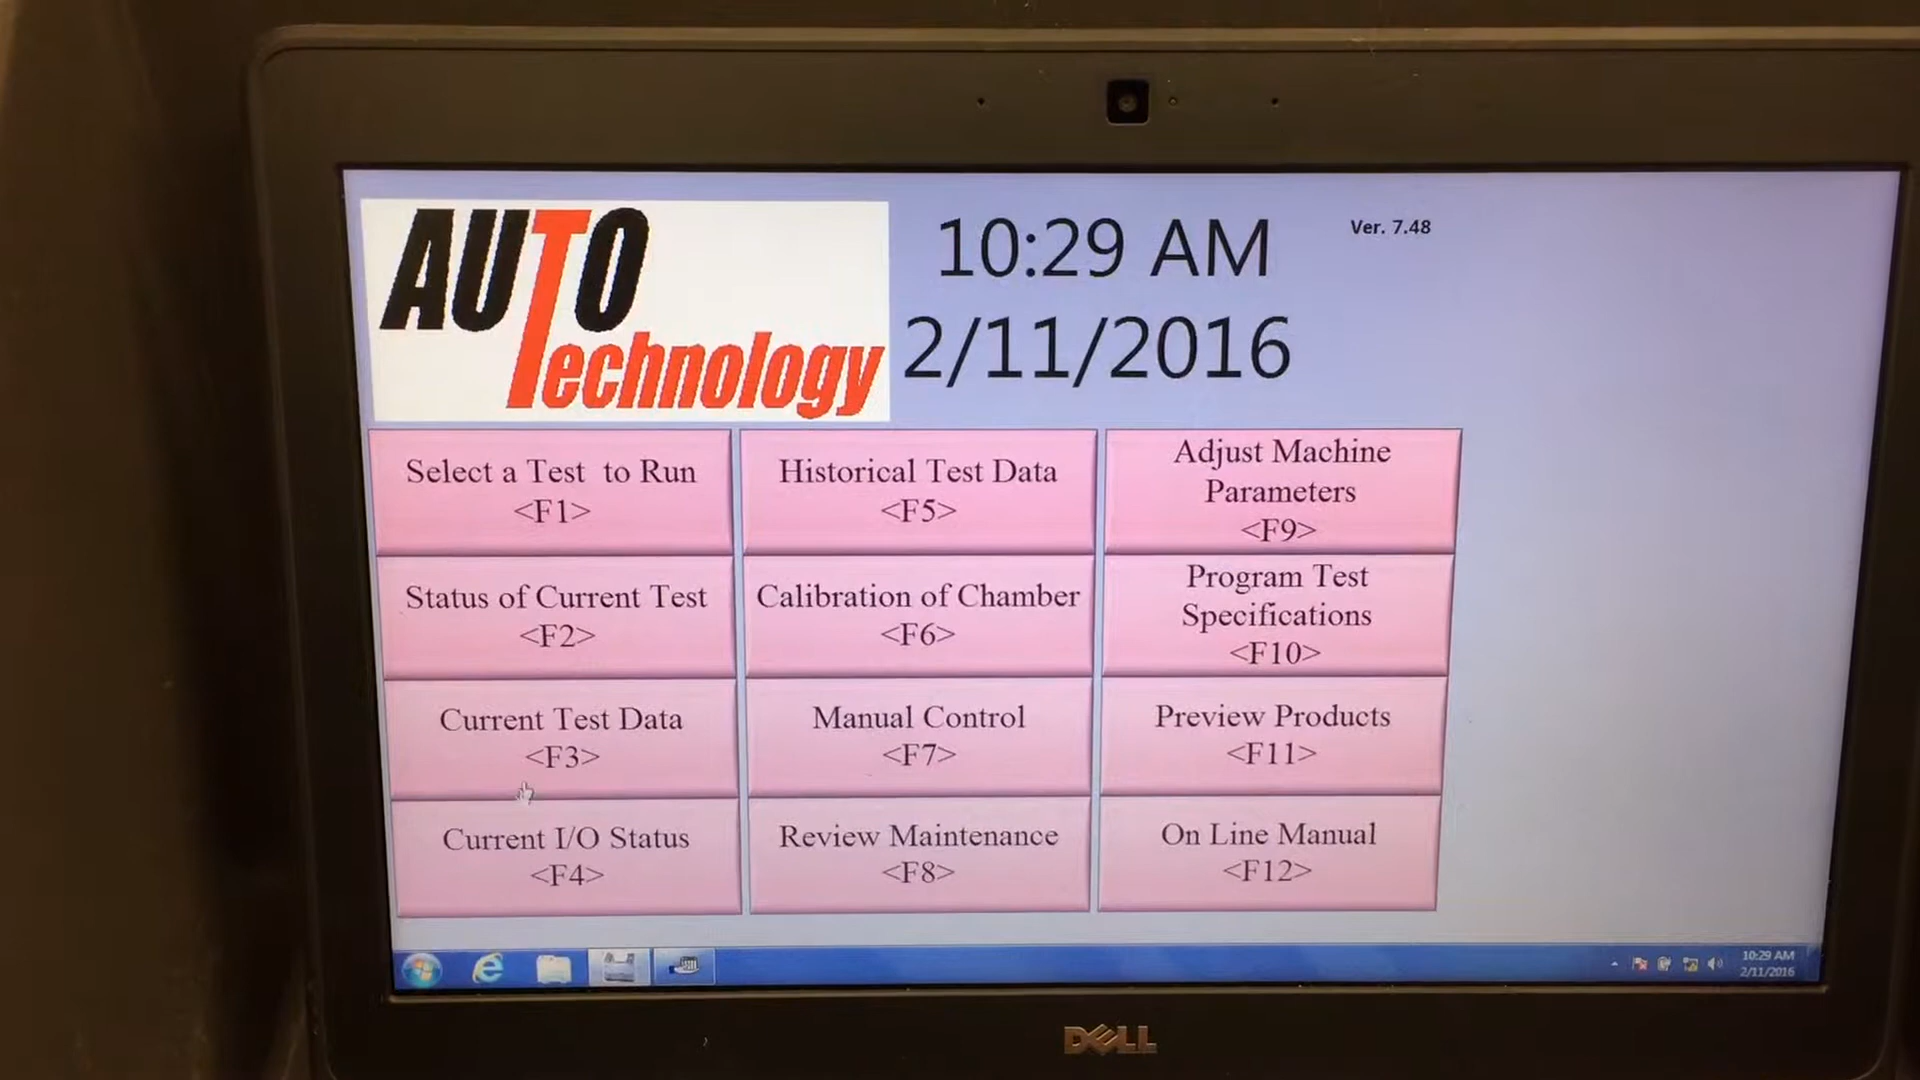 AUTO
Technology
10:29 AM
2/11/2016
Ver. 7.48
Select a Test to Run
<F1>
Historical Test Data
<F5>
Adjust Machine
Parameters
<F9>
Status of Current Test
<F2>
Calibration of Chamber
<F6>
Program Test
Specifications
<F10>
Current Test Data
<F3>
Manual Control
<F7>
Preview Products
<F11>
Current I/O Status
<F4>
Review Maintenance
<F8>
On Line Manual
<F12>
10:29 AM
2/11/2016
DELL